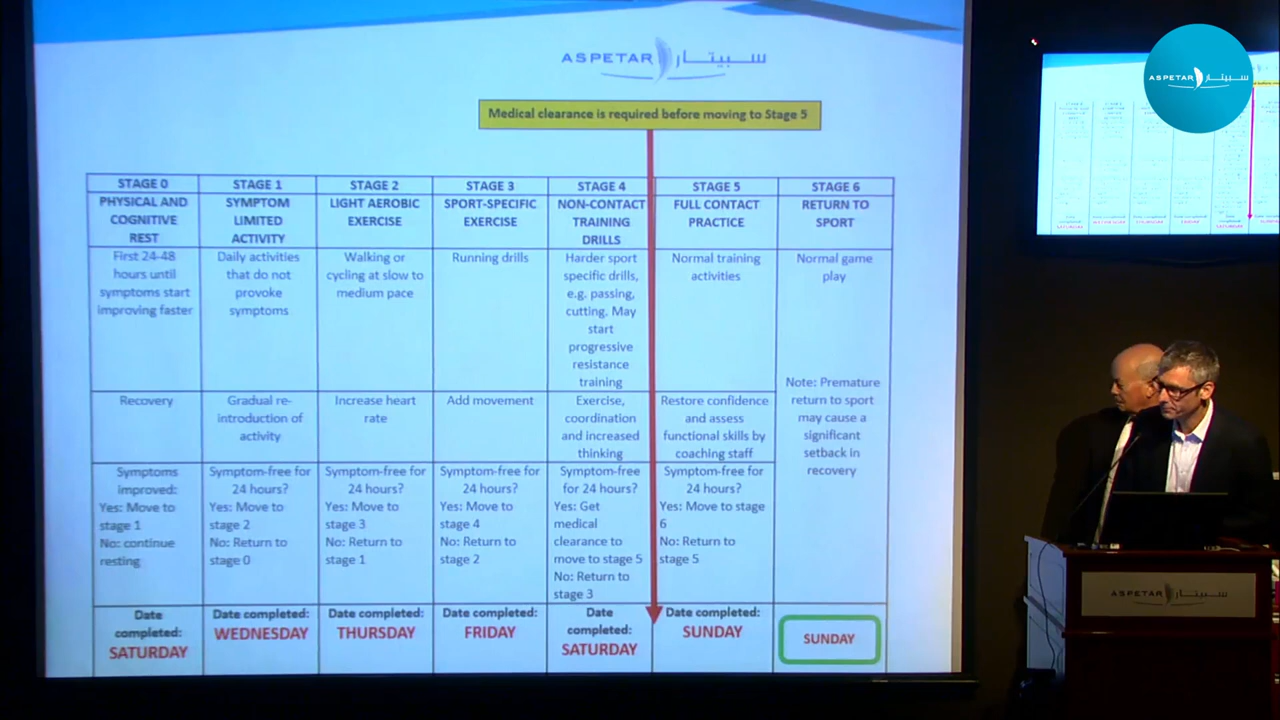 ASPETAR سبيتار
Medical clearance is required before moving to Stage 5
STAGE 0
PHYSICAL AND
COGNITIVE
REST
First 24-48
hours until
symptoms start
improving faster
Recovery
Symptoms
improved:
Yes: Move to
stage 1
No: continue
resting
Date
completed:
SATURDAY
STAGE 1
SYMPTOM
LIMITED
ACTIVITY
Daily activities
that do not
provoke
symptoms
Gradual re-
introduction of
activity
Symptom-free for
24 hours?
Yes: Move to
stage 2
No: Return to
stage 0
Date completed:
WEDNESDAY
STAGE 2
LIGHT AEROBIC
EXERCISE
Walking or
cycling at slow to
medium pace
Increase heart
rate
Symptom-free for
24 hours?
Yes: Move to
stage 3
No: Return to
stage 1
Date completed:
THURSDAY
STAGE 3
SPORT-SPECIFIC
EXERCISE
Running drills
Add movement
Symptom-free for
24 hours?
Yes: Move to
stage 4
No: Return to
stage 2
Date completed:
FRIDAY
STAGE 4
NON-CONTACT
TRAINING
DRILLS
Harder sport
specific drills,
e.g. passing,
cutting. May
start
progressive
resistance
training
Exercise,
coordination
and increased
thinking
Symptom-free
for 24 hours?
Yes: Get
medical
clearance to
move to stage 5
No: Return to
stage 3
Date
completed:
SATURDAY
STAGE 5
FULL CONTACT
PRACTICE
Normal training
activities
Restore confidence
and assess
functional skills by
coaching staff
Symptom-free for
24 hours?
Yes: Move to stage
6
No: Return to
stage 5
Date completed:
SUNDAY
STAGE 6
RETURN TO
SPORT
Normal game
play
Note: Premature
return to sport
may cause a
significant
setback in
recovery
SUNDAY
ASPETAR سبيتار
SATURDAY
WEDNESDAY
THURSDAY
FRIDAY
SATURDAY
ASPETAR سبيتار